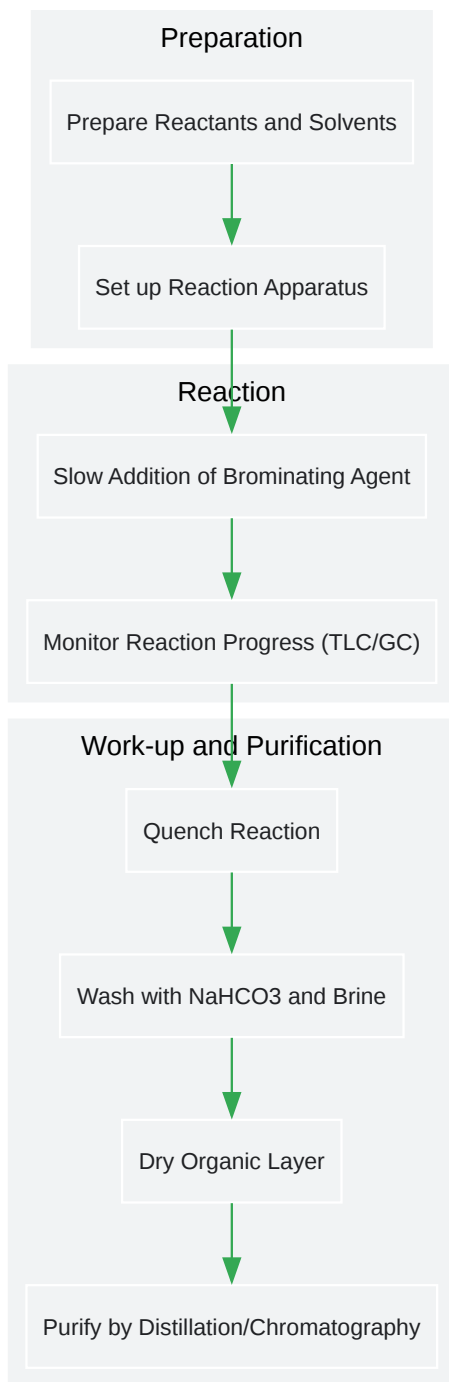 Preparation
Prepare Reactants and Solvents
Set up Reaction Apparatus
Reaction
Slow Addition of Brominating Agent
Monitor Reaction Progress (TLC/GC)
Work-up and Purification
Quench Reaction
Wash with NaHCO3 and Brine
Dry Organic Layer
Purify by Distillation/Chromatography